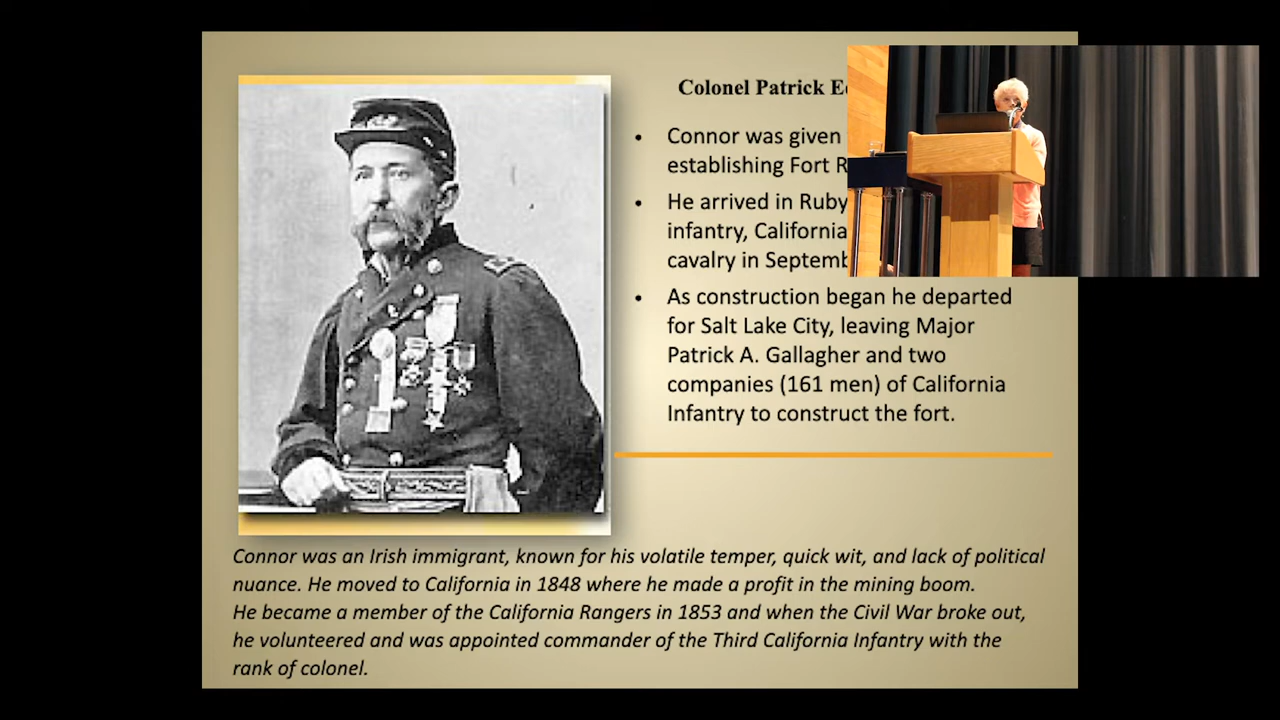 Colonel Patrick
Connor was given
establishing Fort
He arrived in Ruby
infantry, California
cavalry in
As construction began he departed
for Salt Lake City, leaving Major
Patrick A. Gallagher and two
companies (161 men) of California
Infantry to construct the fort.
Connor was an Irish immigrant, known for his volatile temper, quick wit, and lack of political
nuance. He moved to California in 1848 where he made a profit in the mining boom.
He became a member of the California Rangers in 1853 and when the Civil War broke out,
he volunteered and was appointed commander of the Third California Infantry with the
rank of colonel.